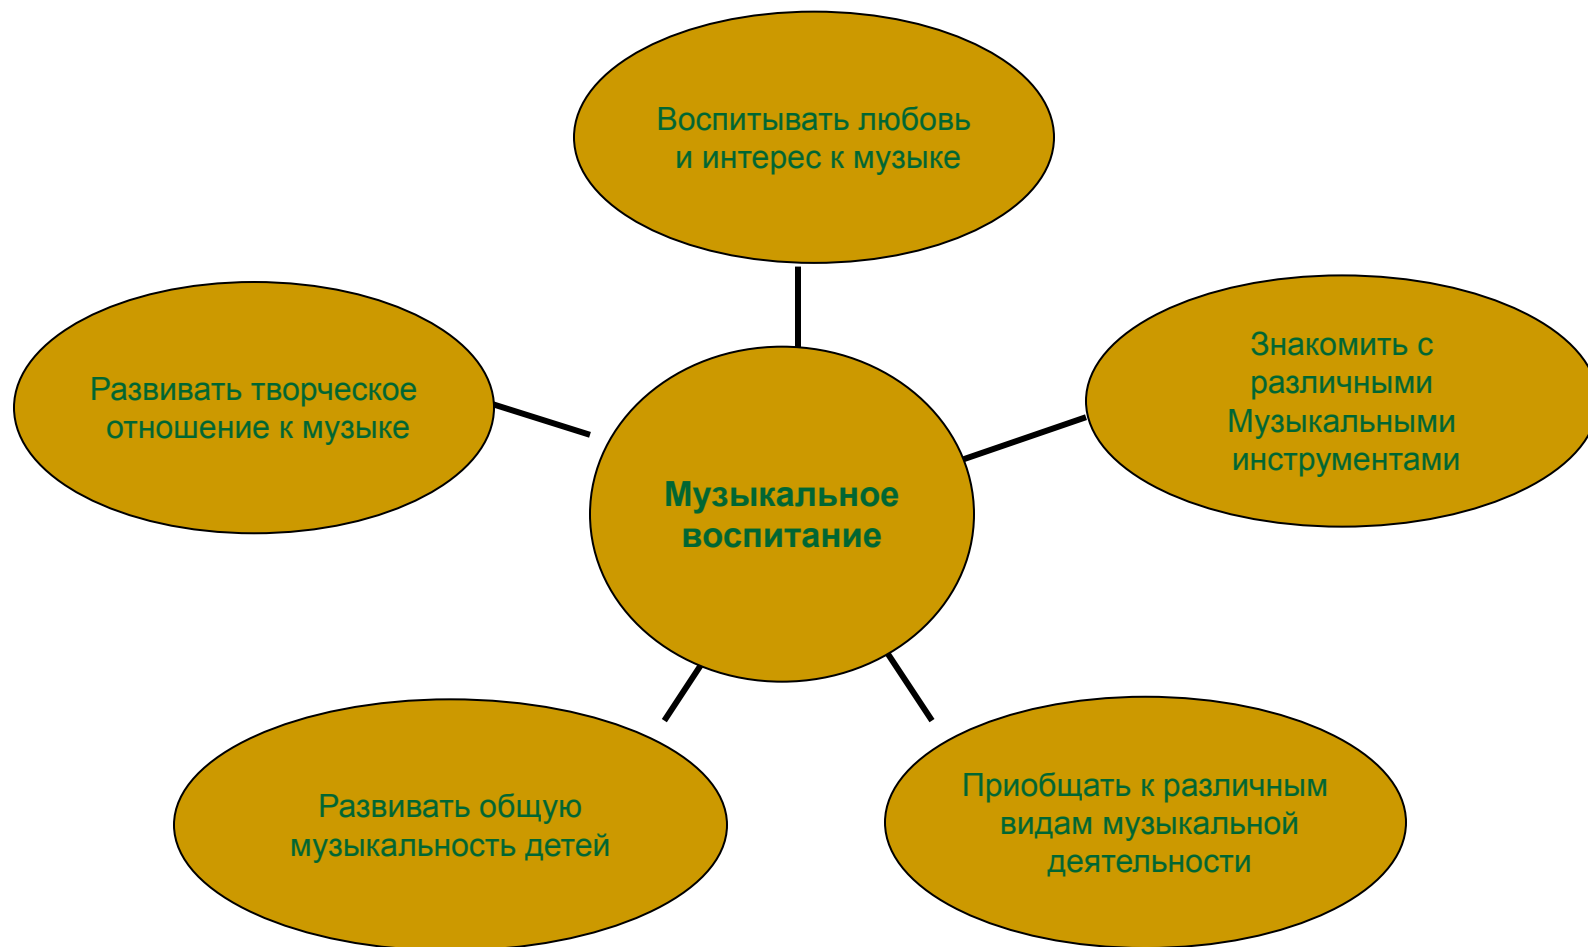 Воспитывать любовь
и интерес к музыке
Развивать творческое
отношение к музыке
Знакомить с
различными
Музыкальными
инструментами
Музыкальное
воспитание
Развивать общую
музыкальность детей
Приобщать к различным
видам музыкальной
деятельности